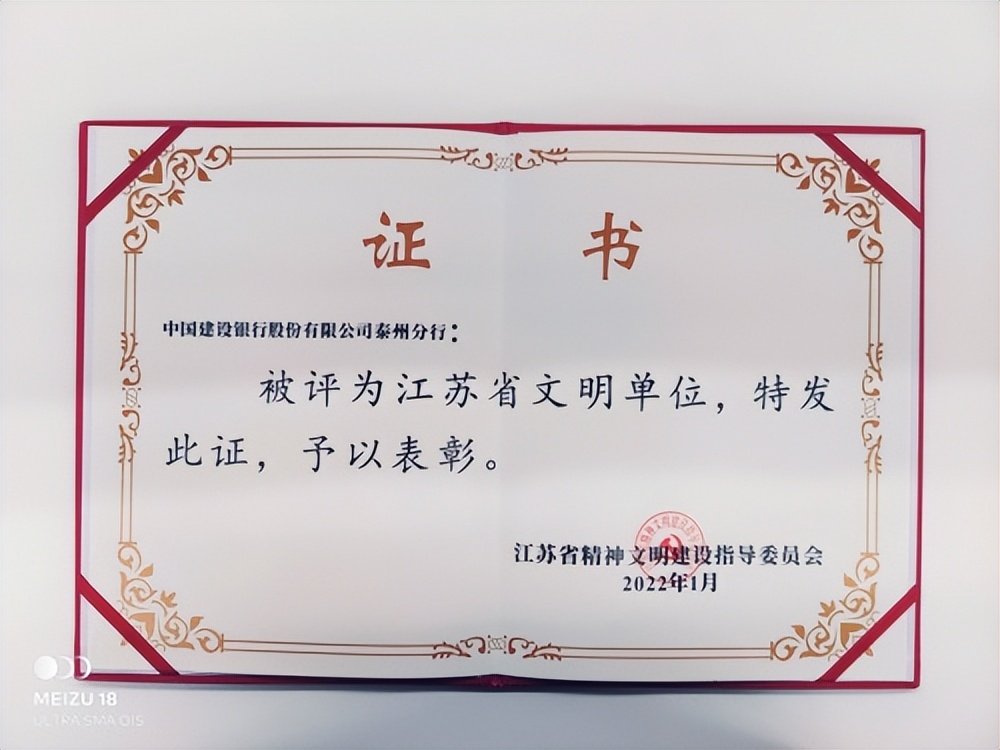 证 书
中国建设银行股份有限公司泰州分行：
被评为江苏省文明单位，特发
此证，予以表彰。
江苏省精神文明建设指导委员会
2022年1月
MEIZU 18
ULTRA SMA OIS